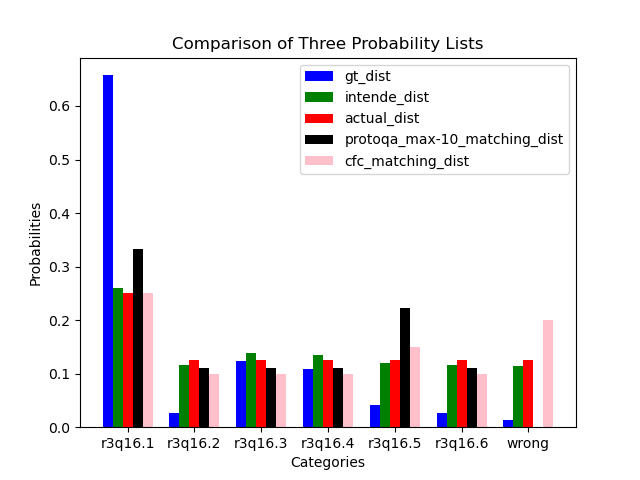 Comparison of Three Probability Lists
gt_dist
intende_dist
actual_dist
protoqa_max-10_matching_dist
cfc_matching_dist
Probabilities
0.6
0.5
0.4
0.3
0.2
0.1
0.0
r3q16.1 r3q16.2 r3q16.3 r3q16.4 r3q16.5 r3q16.6 wrong
Categories